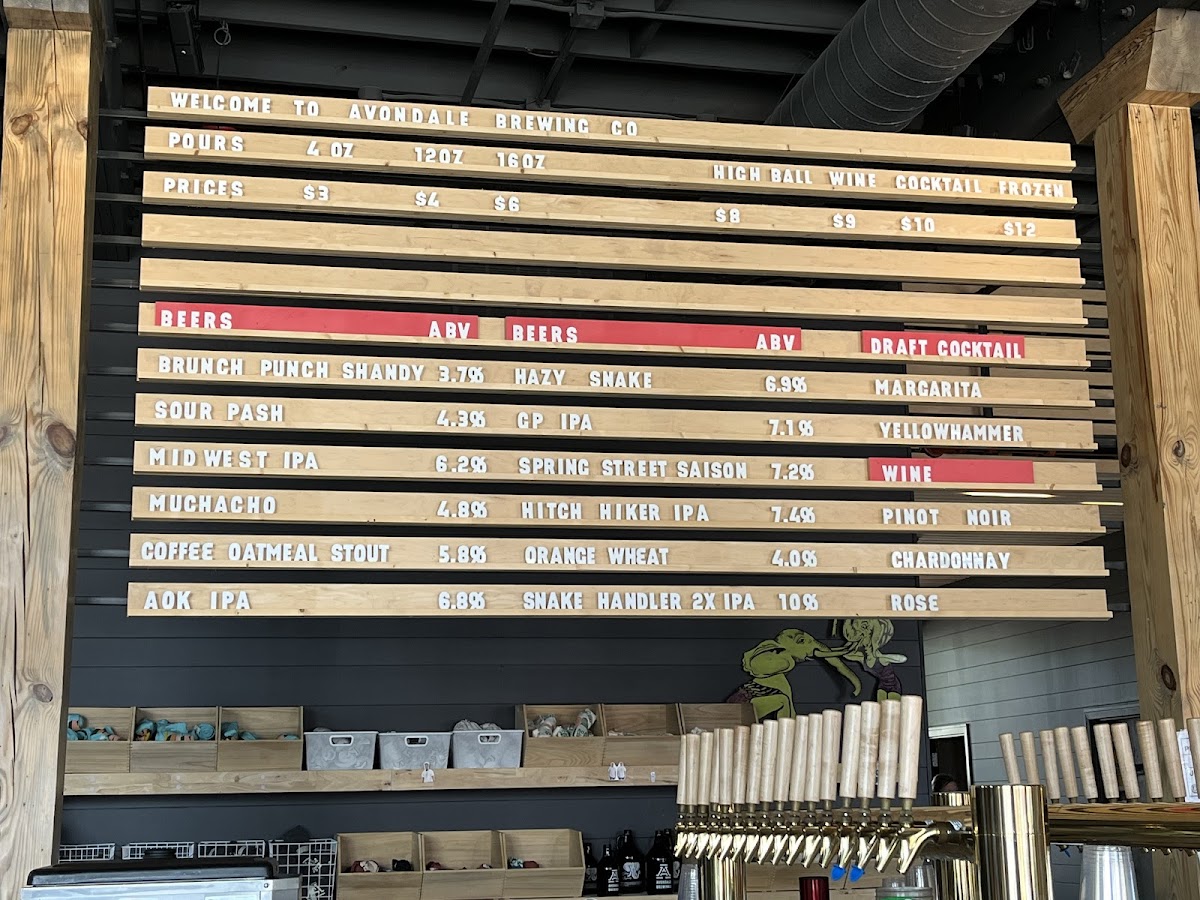 WELCOME TO AVONDALE BREWING CO
POURS 4 OZ 12OZ 16OZ HIGH BALL WINE COCKTAIL FROZEN
PRICES $3 $4 $6 $8 $9 $10 $12
BEERS ABV BEERS ABV DRAFT COCKTAIL
BRUNCH PUNCH SHANDY 3.7% HAZY SNAKE 6.9% MARGARITA
SOUR PASH 4.3% GP IPA 7.1% YELLOWHAMMER
MIDWEST IPA 6.2% SPRING STREET SAISON 7.2% WINE
MUCHACHO 4.8% HITCH HIKER IPA 7.4% PINOT NOIR
COFFEE OATMEAL STOUT 5.8% ORANGE WHEAT 4.0% CHARDONNAY
AOK IPA 6.8% SNAKE HANDLER 2X IPA 10% ROSE